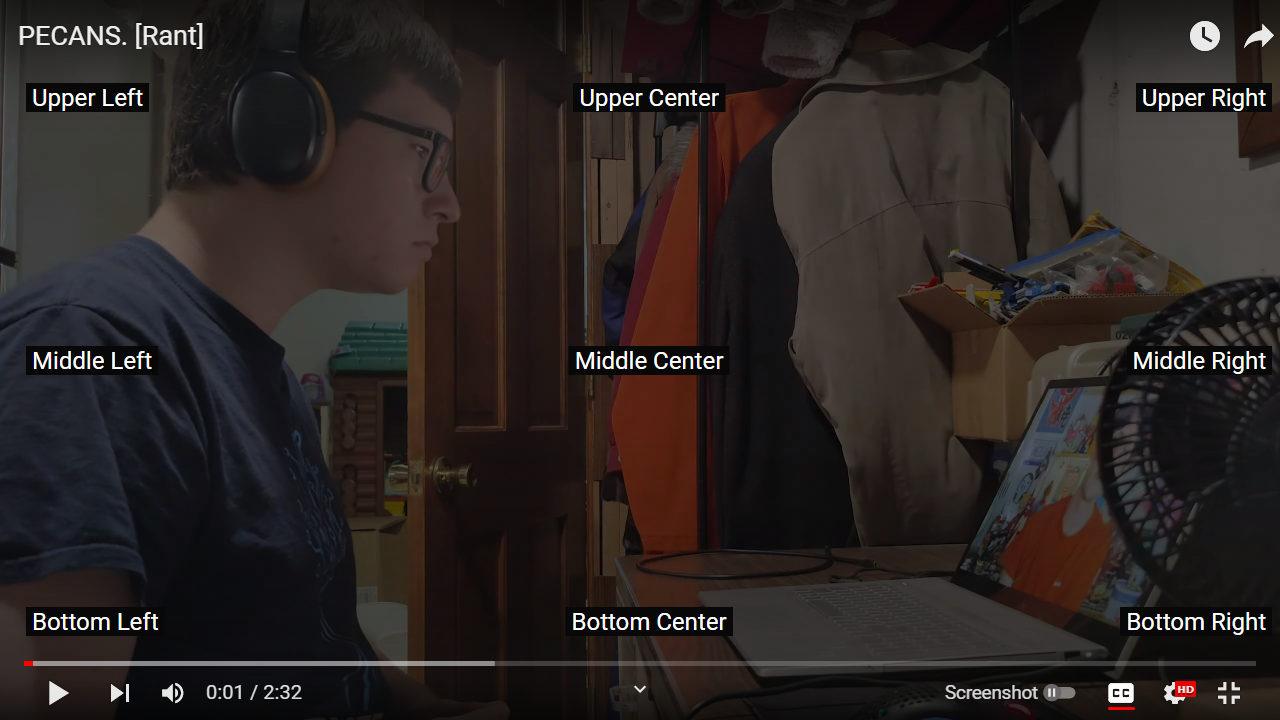 PECANS. [Rant]
Upper Left
Upper Center
Upper Right
Middle Left
Middle Center
Middle Right
Bottom Left
Bottom Center
Bottom Right
0:01 / 2:32
Screenshot
CC
HD